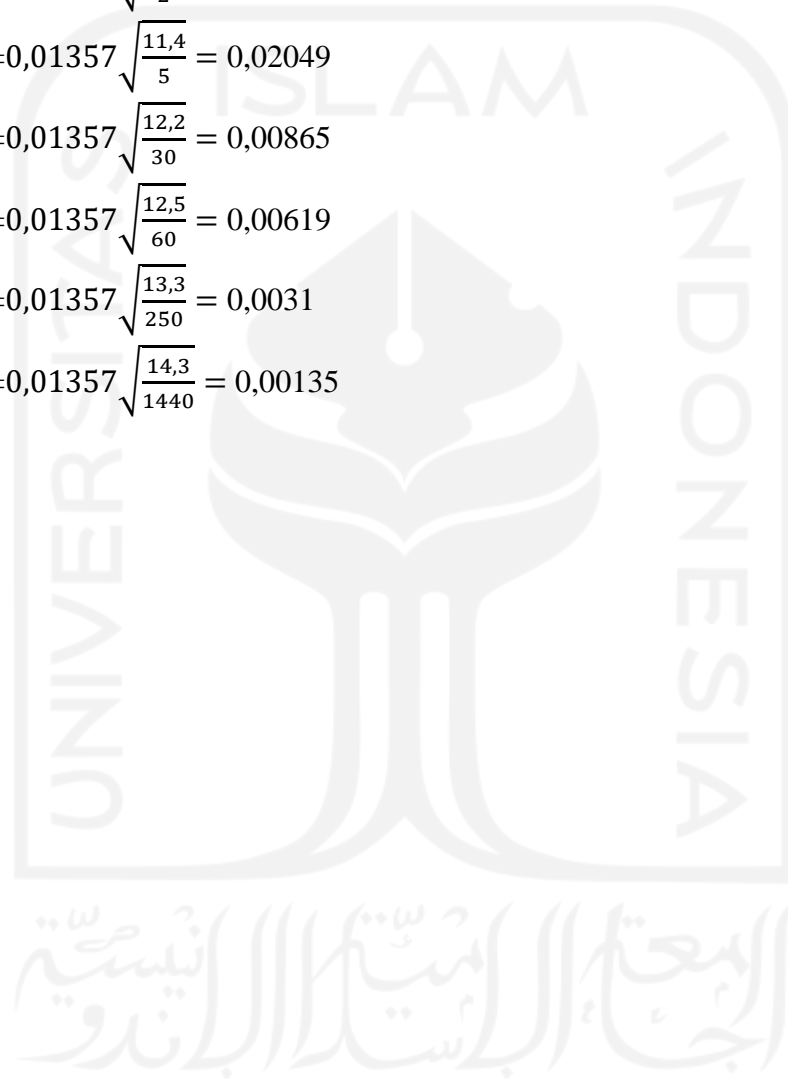 =0,01357√(11,4/5) = 0,02049
=0,01357√(12,2/30) = 0,00865
=0,01357√(12,5/60) = 0,00619
=0,01357√(13,3/250) = 0,0031
=0,01357√(14,3/1440) = 0,00135
ISLAM
UNIVERSITAS
INDONESIA